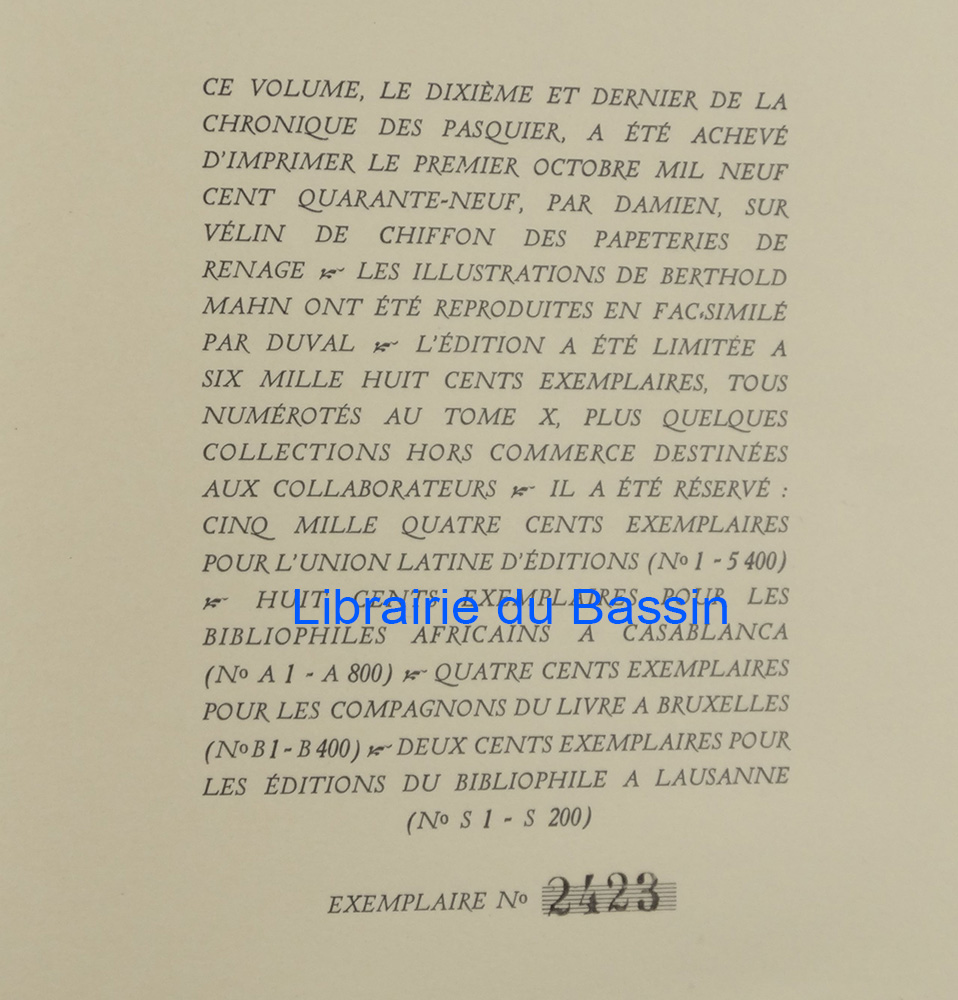 CE VOLUME, LE DIXIÈME ET DERNIER DE LA
CHRONIQUE DES PASQUIER, A ÉTÉ ACHEVÉ
D'IMPRIMER LE PREMIER OCTOBRE MIL NEUF
CENT QUARANTE-NEUF, PAR DAMIEN, SUR
VÉLIN DE CHIFFON DES PAPETERIES DE
RENAGE LES ILLUSTRATIONS DE BERTHOLD
MAHN ONT ÉTÉ REPRODUITES EN FAC-SIMILÉ
PAR DUVAL L'ÉDITION A ÉTÉ LIMITÉE A
SIX MILLE HUIT CENTS EXEMPLAIRES, TOUS
NUMÉROTÉS AU TOME X, PLUS QUELQUES
COLLECTIONS HORS COMMERCE DESTINÉES
AUX COLLABORATEURS IL A ÉTÉ RÉSERVÉ :
CINQ MILLE QUATRE CENTS EXEMPLAIRES
POUR L'UNION LATINE D'ÉDITIONS (Nº 1 - 5 400)
HUIT CENTS EXEMPLAIRES POUR LES
Librairie du Bassin
BIBLIOPHILES AFRICAINS A CASABLANCA
(Nº A 1 - A 800) QUATRE CENTS EXEMPLAIRES
POUR LES COMPAGNONS DU LIVRE A BRUXELLES
(Nº B 1 - B 400) DEUX CENTS EXEMPLAIRES POUR
LES ÉDITIONS DU BIBLIOPHILE A LAUSANNE
(Nº S 1 - S 200)
EXEMPLAIRE Nº 2423